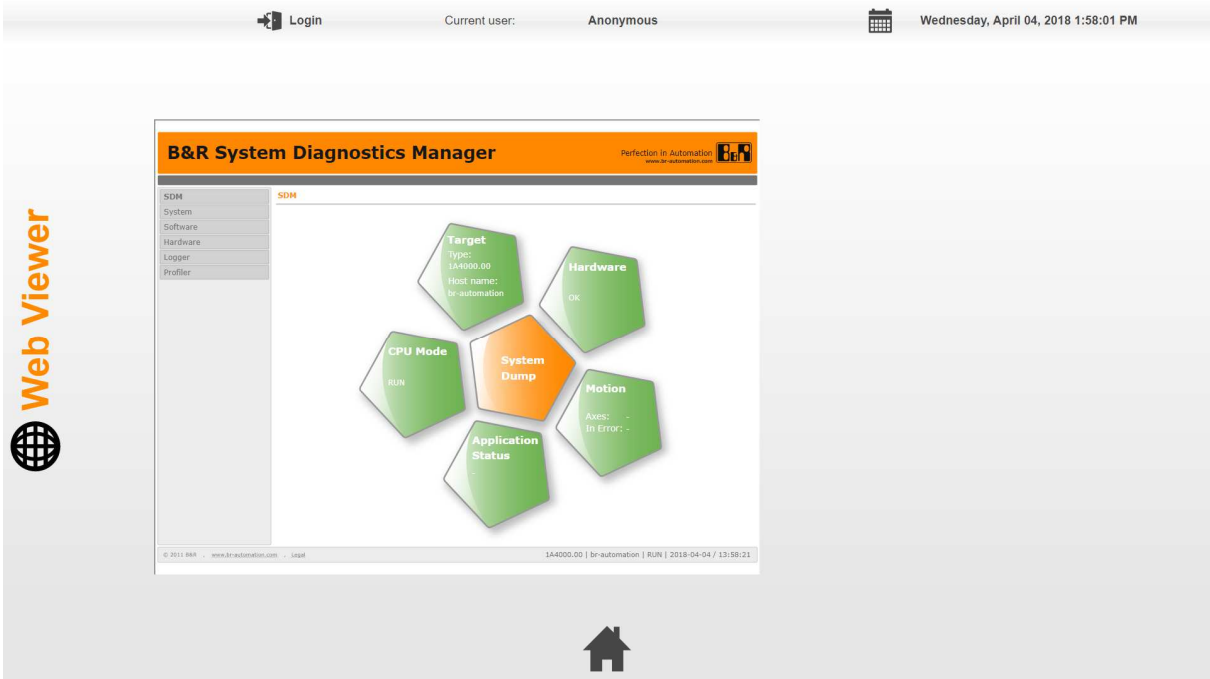 Login
Current user:
Anonymous
Wednesday, April 04, 2018 1:58:01 PM
Web Viewer
B&R System Diagnostics Manager
Perfection in Automation
www.br-automation.com
B&R
SDM
System
Software
Hardware
Logger
Profiler
SDM
Target
Type:
1A4000.00
Host name:
br-automation
Hardware
OK
CPU Mode
RUN
System
Dump
Motion
Axes: -
In Error: -
Application
Status
-
© 2011 B&R . www.br-automation.com . Legal
1A4000.00 | br-automation | RUN | 2018-04-04 / 13:58:21